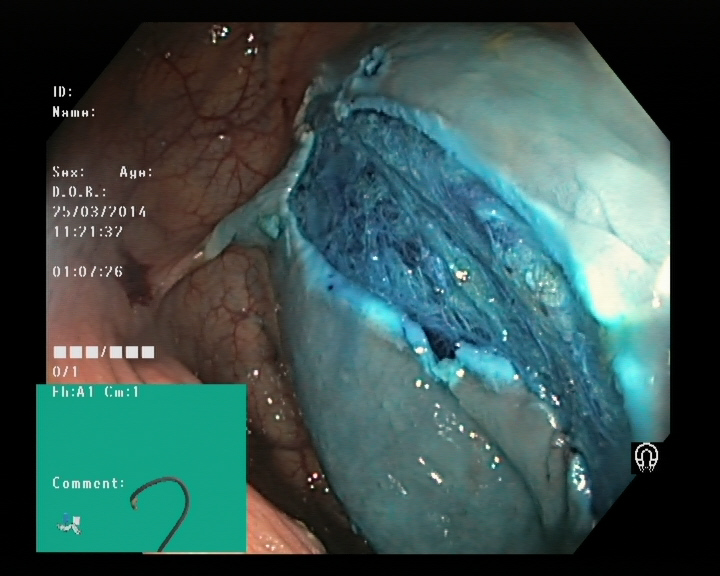 ID:
Name:
Sex: Age:
D.O.B.:
25/03/2014
11:21:32
01:07:26
■■■/■■■
0/1
Eh:A1 Cm:1
Comment: